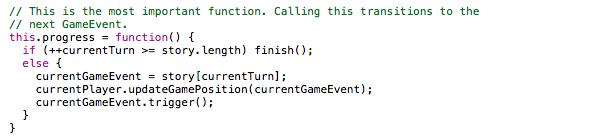 // This is the most important function. Calling this transitions to the
// next GameEvent.
this.progress = function() {
  if (++currentTurn >= story.length) finish();
  else {
    currentGameEvent = story[currentTurn];
    currentPlayer.updateGamePosition(currentGameEvent);
    currentGameEvent.trigger();
  }
}